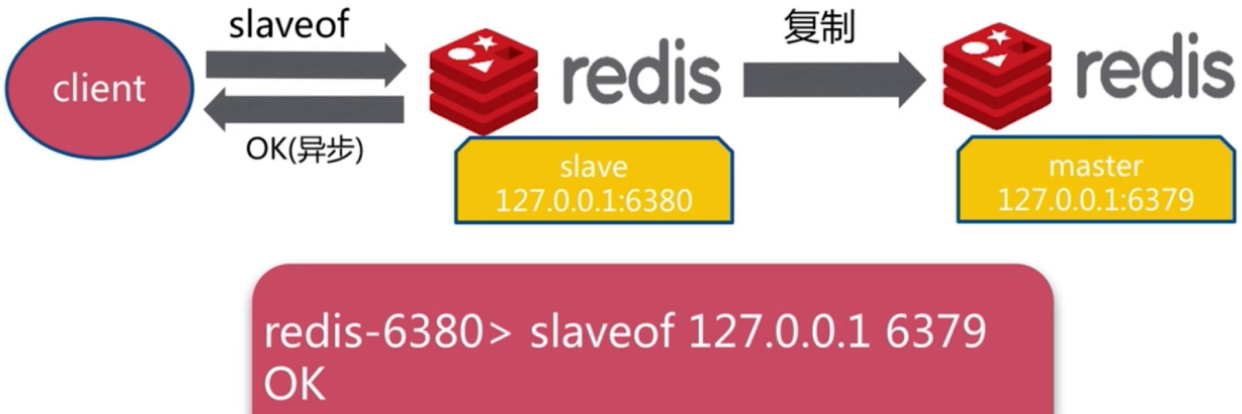 slaveof
复制
client
redis
redis
OK(异步)
slave
127.0.0.1:6380
master
127.0.0.1:6379
redis-6380> slaveof 127.0.0.1 6379
OK